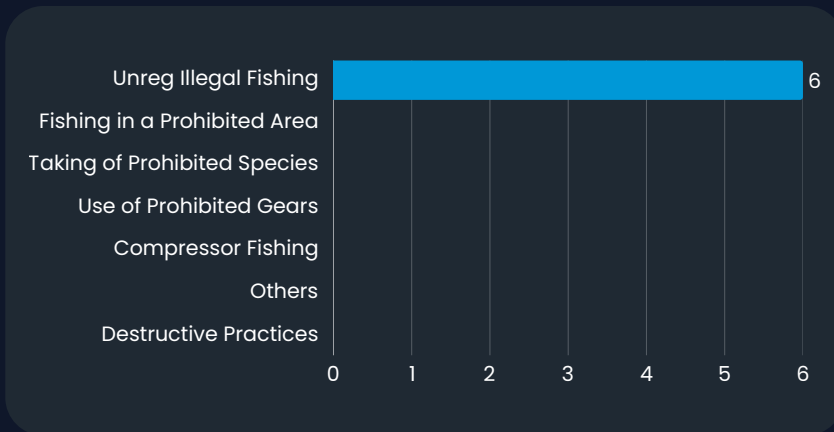 Unreg Illegal Fishing 6
Fishing in a Prohibited Area
Taking of Prohibited Species
Use of Prohibited Gears
Compressor Fishing
Others
Destructive Practices
0 1 2 3 4 5 6